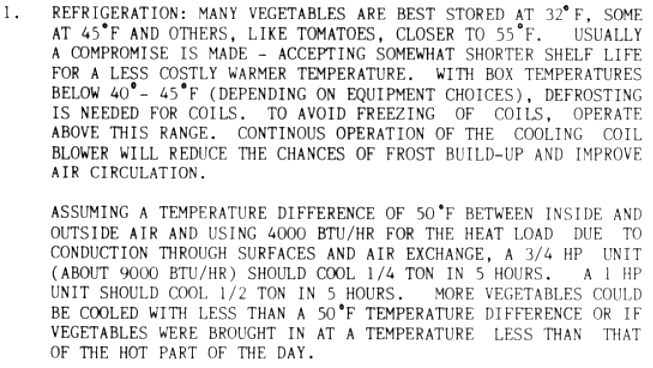 1. REFRIGERATION: MANY VEGETABLES ARE BEST STORED AT 32°F, SOME
AT 45°F AND OTHERS, LIKE TOMATOES, CLOSER TO 55°F. USUALLY
A COMPROMISE IS MADE - ACCEPTING SOMEWHAT SHORTER SHELF LIFE
FOR A LESS COSTLY WARMER TEMPERATURE. WITH BOX TEMPERATURES
BELOW 40°- 45°F (DEPENDING ON EQUIPMENT CHOICES), DEFROSTING
IS NEEDED FOR COILS. TO AVOID FREEZING OF COILS, OPERATE
ABOVE THIS RANGE. CONTINOUS OPERATION OF THE COOLING COIL
BLOWER WILL REDUCE THE CHANCES OF FROST BUILD-UP AND IMPROVE
AIR CIRCULATION.
ASSUMING A TEMPERATURE DIFFERENCE OF 50°F BETWEEN INSIDE AND
OUTSIDE AIR AND USING 4000 BTU/HR FOR THE HEAT LOAD DUE TO
CONDUCTION THROUGH SURFACES AND AIR EXCHANGE, A 3/4 HP UNIT
(ABOUT 9000 BTU/HR) SHOULD COOL 1/4 TON IN 5 HOURS. A 1 HP
UNIT SHOULD COOL 1/2 TON IN 5 HOURS. MORE VEGETABLES COULD
BE COOLED WITH LESS THAN A 50°F TEMPERATURE DIFFERENCE OR IF
VEGETABLES WERE BROUGHT IN AT A TEMPERATURE LESS THAN THAT
OF THE HOT PART OF THE DAY.